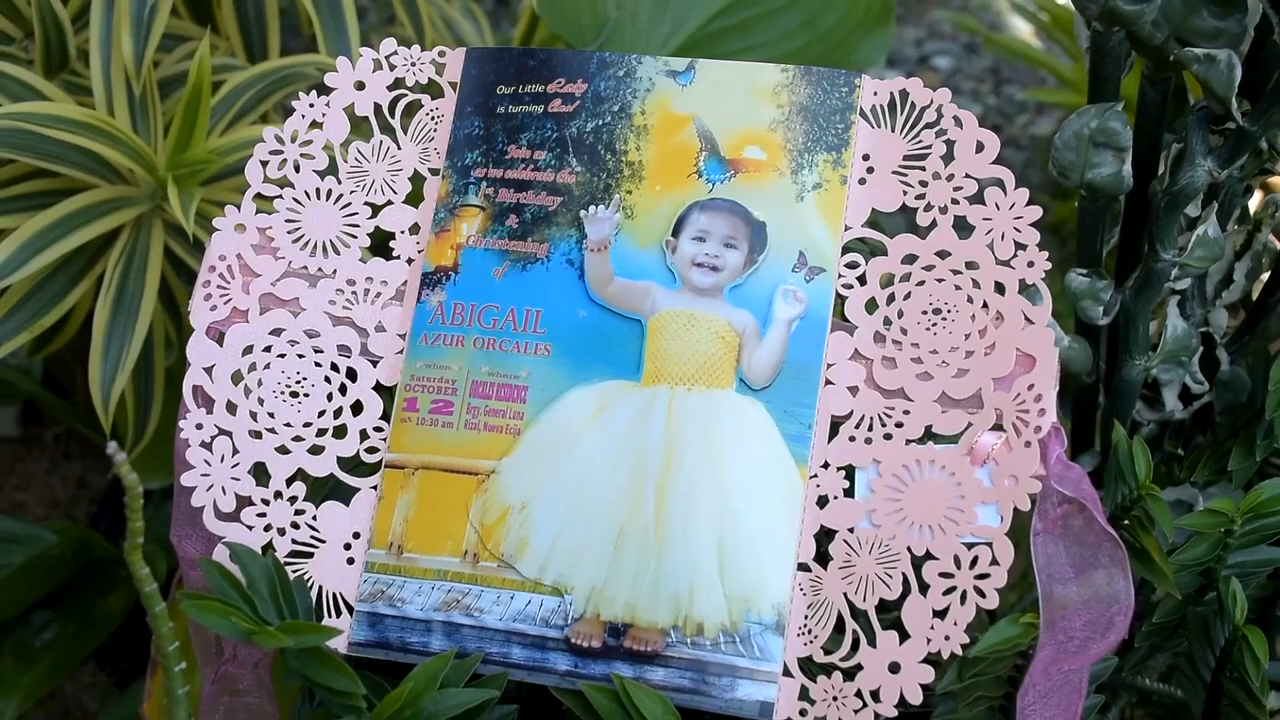 Our Little Lady
is turning One!
Join us
as we celebrate the
1st Birthday
&
Christening
of
ABIGAIL
AZUR ORCALES
when
Saturday
OCTOBER
12
10:30 am
where
ORCALES RESIDENCE
Brgy. General Luna
Rizal, Nueva Ecija